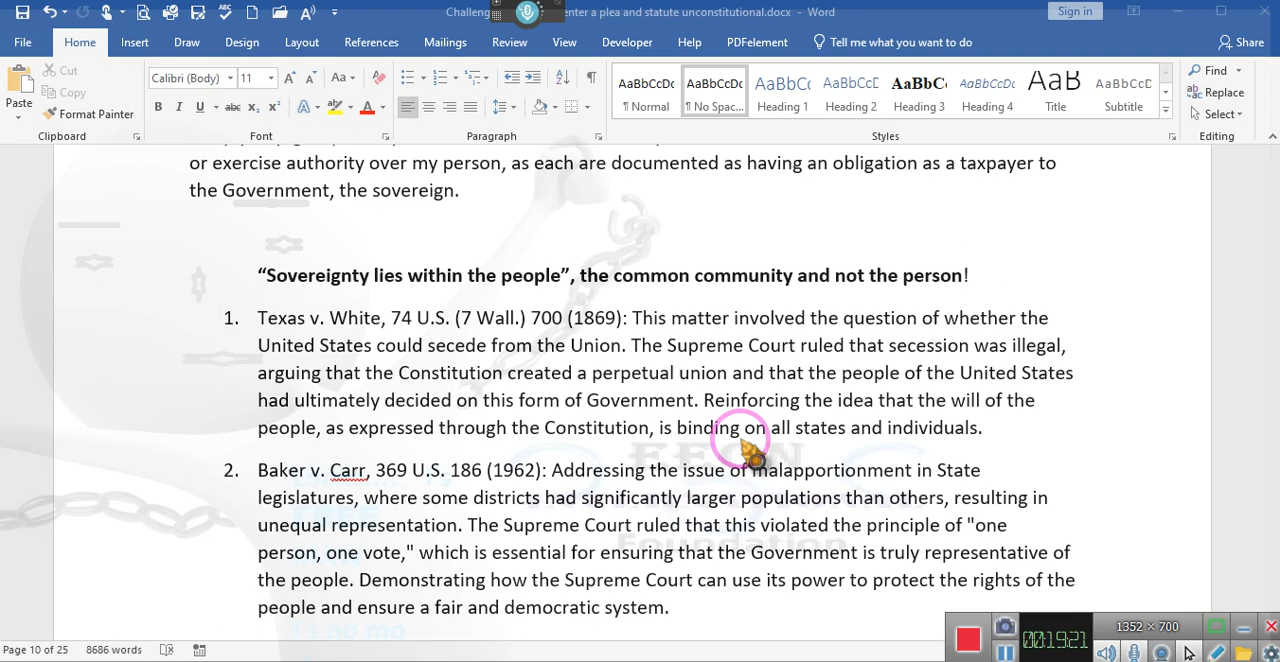 Challeng enter a plea and statute unconstitutional.docx - Word
Sign in
File Home Insert Draw Design Layout References Mailings Review View Developer Help PDFelement Tell me what you want to do Share
Paste Cut Copy Format Painter
Calibri (Body) 11
AaBbCcDc AaBbCcDc AaBbCcI AaBbCcD AaBbCc AaBbCcD AaB AaBbCcD
¶ Normal ¶ No Spac... Heading 1 Heading 2 Heading 3 Heading 4 Title Subtitle
Find Replace Select
Clipboard Font Paragraph Styles Editing
or exercise authority over my person, as each are documented as having an obligation as a taxpayer to
the Government, the sovereign.
“Sovereignty lies within the people”, the common community and not the person!
1. Texas v. White, 74 U.S. (7 Wall.) 700 (1869): This matter involved the question of whether the
United States could secede from the Union. The Supreme Court ruled that secession was illegal,
arguing that the Constitution created a perpetual union and that the people of the United States
had ultimately decided on this form of Government. Reinforcing the idea that the will of the
people, as expressed through the Constitution, is binding on all states and individuals.
2. Baker v. Carr, 369 U.S. 186 (1962): Addressing the issue of malapportionment in State
legislatures, where some districts had significantly larger populations than others, resulting in
unequal representation. The Supreme Court ruled that this violated the principle of "one
person, one vote," which is essential for ensuring that the Government is truly representative of
the people. Demonstrating how the Supreme Court can use its power to protect the rights of the
people and ensure a fair and democratic system.
Foundation
1352 × 700
00:19:21
Page 10 of 25 8686 words